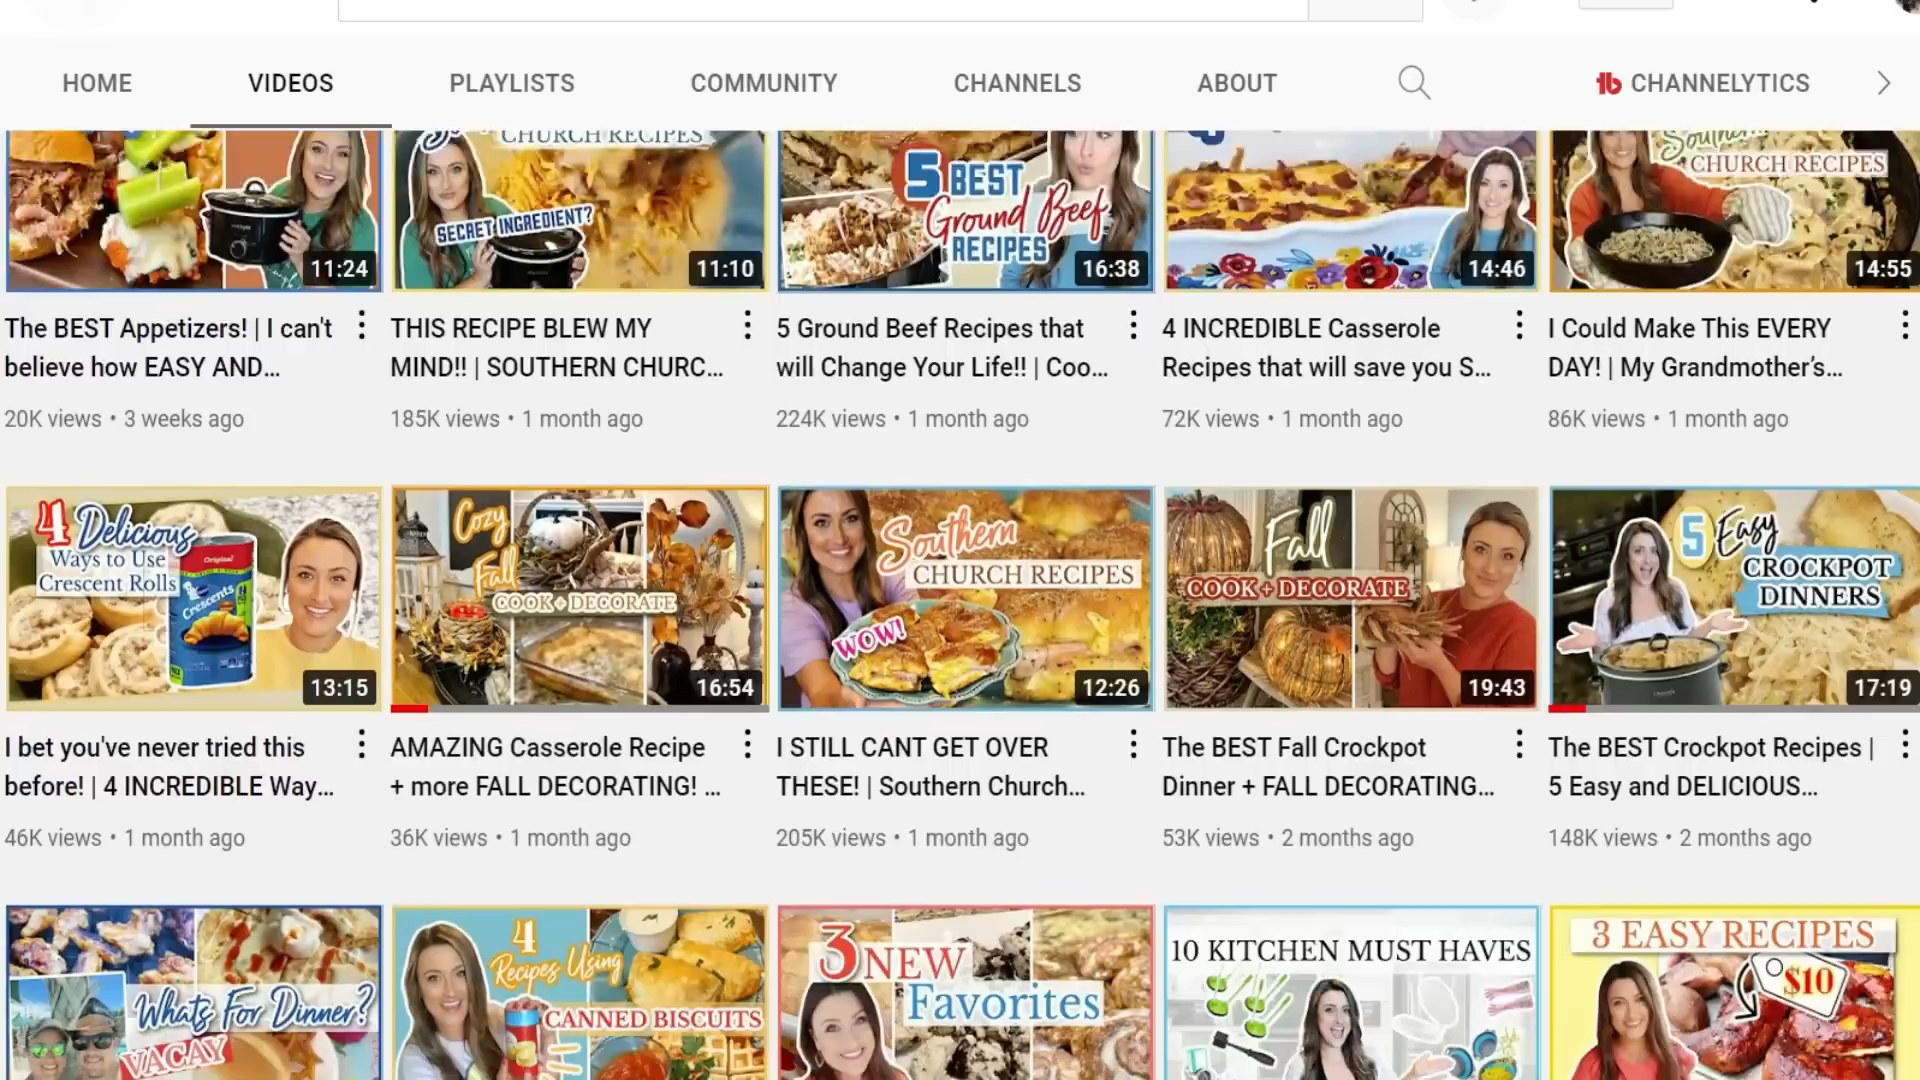 HOME
VIDEOS
PLAYLISTS
COMMUNITY
CHANNELS
ABOUT
CHANNELYTICS
11:24
CHURCH RECIPES
SECRET INGREDIENT?
11:10
5 BEST
Ground Beef
RECIPES
16:38
14:46
Southern
CHURCH RECIPES
14:55
The BEST Appetizers! | I can't
believe how EASY AND...
20K views • 3 weeks ago
THIS RECIPE BLEW MY
MIND!! | SOUTHERN CHURC...
185K views • 1 month ago
5 Ground Beef Recipes that
will Change Your Life!! | Coo...
224K views • 1 month ago
4 INCREDIBLE Casserole
Recipes that will save you S...
72K views • 1 month ago
I Could Make This EVERY
DAY! | My Grandmother’s...
86K views • 1 month ago
4 Delicious
Ways to Use
Crescent Rolls
Original
Crescents
13:15
Cozy
Fall
COOK + DECORATE
16:54
Southern
CHURCH RECIPES
WOW!
12:26
Fall
COOK + DECORATE
19:43
5 Easy
CROCKPOT
DINNERS
17:19
I bet you've never tried this
before! | 4 INCREDIBLE Way...
46K views • 1 month ago
AMAZING Casserole Recipe
+ more FALL DECORATING! ...
36K views • 1 month ago
I STILL CANT GET OVER
THESE! | Southern Church...
205K views • 1 month ago
The BEST Fall Crockpot
Dinner + FALL DECORATING...
53K views • 2 months ago
The BEST Crockpot Recipes |
5 Easy and DELICIOUS...
148K views • 2 months ago
Whats For Dinner?
VACAY
4
Recipes Using
CANNED BISCUITS
3 NEW
Favorites
10 KITCHEN MUST HAVES
3 EASY RECIPES
$10